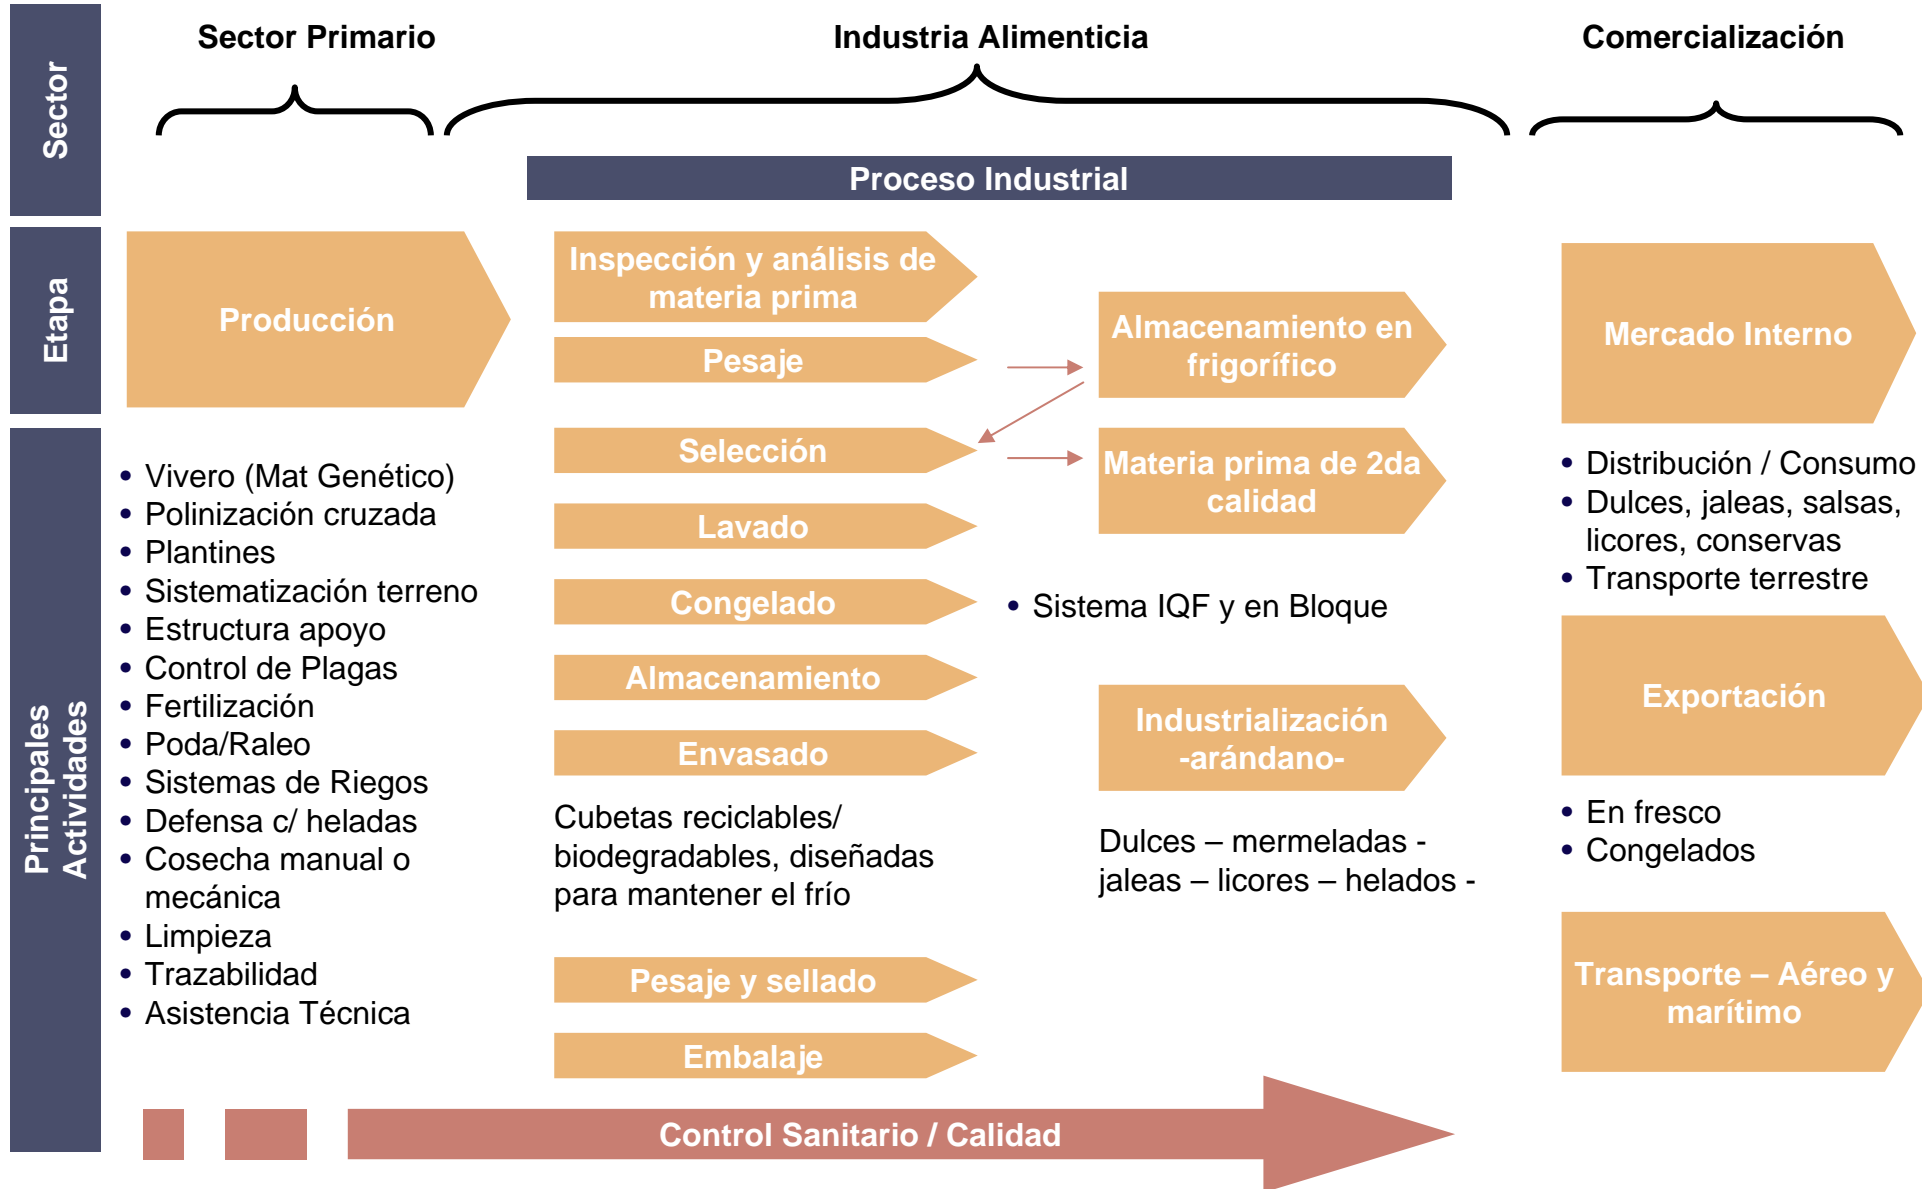 Sector
Sector Primario
Industria Alimenticia
Comercialización
Proceso Industrial
Etapa
Producción
Inspección y análisis de
materia prima
Pesaje
Almacenamiento en
frigorífico
Mercado Interno
Principales
Actividades
• Vivero (Mat Genético)
• Polinización cruzada
• Plantines
• Sistematización terreno
• Estructura apoyo
• Control de Plagas
• Fertilización
• Poda/Raleo
• Sistemas de Riegos
• Defensa c/ heladas
• Cosecha manual o
mecánica
• Limpieza
• Trazabilidad
• Asistencia Técnica
Selección
Materia prima de 2da
calidad
Lavado
Congelado
• Sistema IQF y en Bloque
Almacenamiento
Envasado
Cubetas reciclables/
biodegradables, diseñadas
para mantener el frío
Industrialización
-arándano-
Dulces – mermeladas -
jaleas – licores – helados -
Pesaje y sellado
Embalaje
• Distribución / Consumo
• Dulces, jaleas, salsas,
licores, conservas
• Transporte terrestre
Exportación
• En fresco
• Congelados
Transporte – Aéreo y
marítimo
Control Sanitario / Calidad